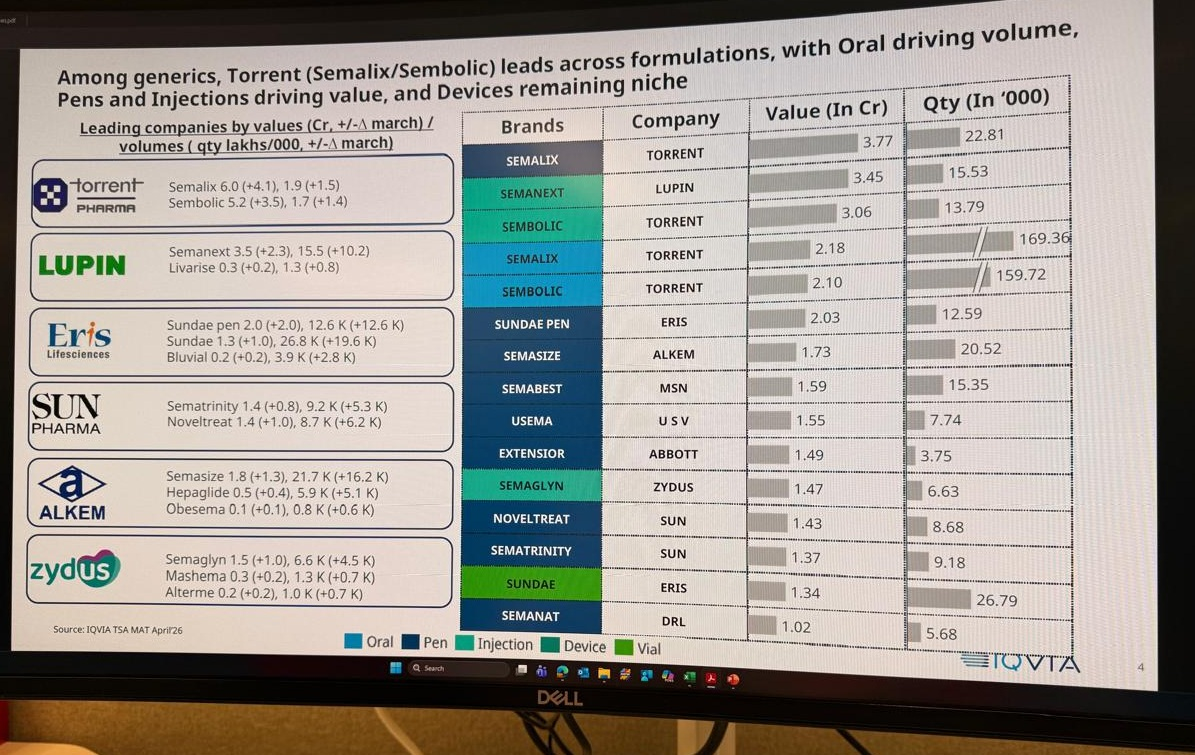 Among generics, Torrent (Semalix/Sembolic) leads across formulations, with Oral driving volume,
Pens and Injections driving value, and Devices remaining niche
Leading companies by values (Cr, +/-Δ march) /
volumes ( qty lakhs/000, +/-Δ march)
torrent
PHARMA
Semalix 6.0 (+4.1), 1.9 (+1.5)
Sembolic 5.2 (+3.5), 1.7 (+1.4)
LUPIN
Semanext 3.5 (+2.3), 15.5 (+10.2)
Livarise 0.3 (+0.2), 1.3 (+0.8)
Eris
Lifesciences
Sundae pen 2.0 (+2.0), 12.6 K (+12.6 K)
Sundae 1.3 (+1.0), 26.8 K (+19.6 K)
Bluvial 0.2 (+0.2), 3.9 K (+2.8 K)
SUN
PHARMA
Sematrinity 1.4 (+0.8), 9.2 K (+5.3 K)
Noveltreat 1.4 (+1.0), 8.7 K (+6.2 K)
a
ALKEM
Semasize 1.8 (+1.3), 21.7 K (+16.2 K)
Hepaglide 0.5 (+0.4), 5.9 K (+5.1 K)
Obesema 0.1 (+0.1), 0.8 K (+0.6 K)
zydus
Semaglyn 1.5 (+1.0), 6.6 K (+4.5 K)
Mashema 0.3 (+0.2), 1.3 K (+0.7 K)
Alterme 0.2 (+0.2), 1.0 K (+0.7 K)
Brands Company Value (In Cr) Qty (In ‘000)
SEMALIX TORRENT 3.77 22.81
SEMANEXT LUPIN 3.45 15.53
SEMBOLIC TORRENT 3.06 13.79
SEMALIX TORRENT 2.18 169.36
SEMBOLIC TORRENT 2.10 159.72
SUNDAE PEN ERIS 2.03 12.59
SEMASIZE ALKEM 1.73 20.52
SEMABEST MSN 1.59 15.35
USEMA U S V 1.55 7.74
EXTENSIOR ABBOTT 1.49 3.75
SEMAGLYN ZYDUS 1.47 6.63
NOVELTREAT SUN 1.43 8.68
SEMATRINITY SUN 1.37 9.18
SUNDAE ERIS 1.34 26.79
SEMANAT DRL 1.02 5.68
Source: IQVIA TSA MAT April'26
Oral Pen Injection Device Vial
IQVIA
4
Search
DELL